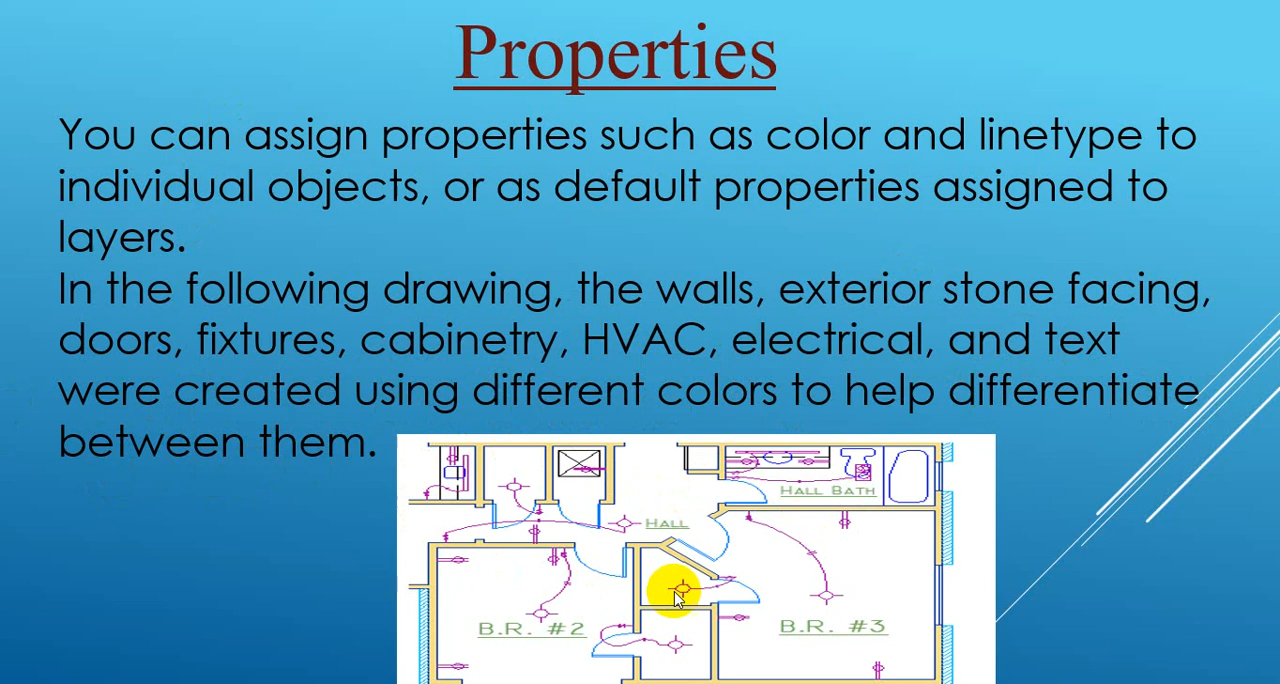 Properties
You can assign properties such as color and linetype to
individual objects, or as default properties assigned to
layers.
In the following drawing, the walls, exterior stone facing,
doors, fixtures, cabinetry, HVAC, electrical, and text
were created using different colors to help differentiate
between them.
HALL BATH
HALL
B.R. #2
B.R. #3